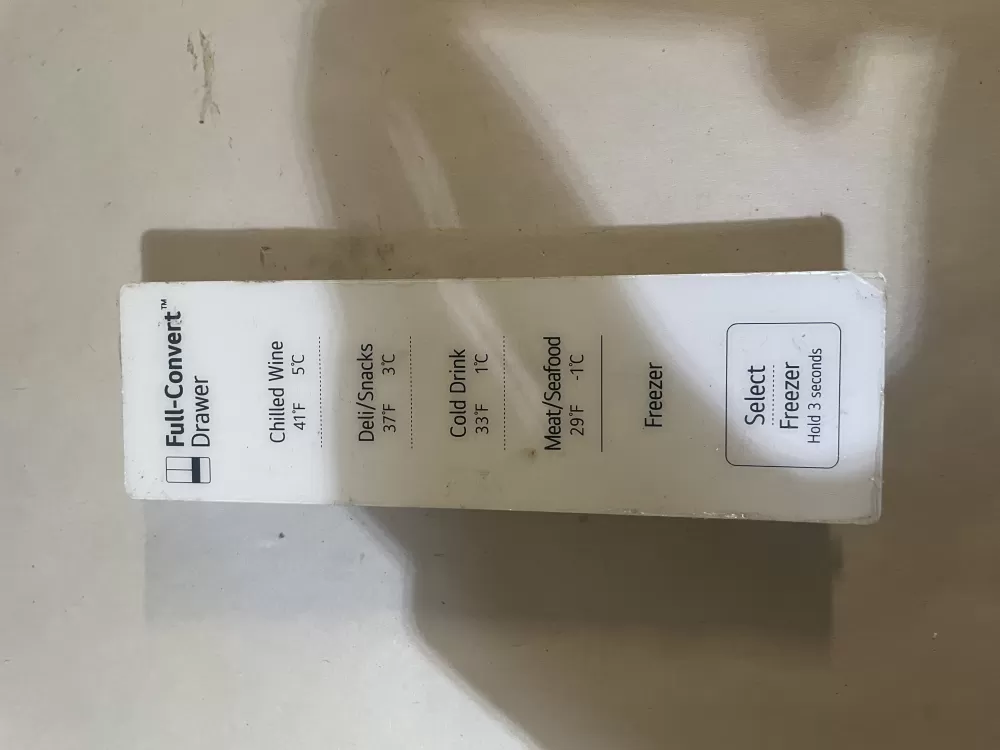 Full-Convert™
Drawer
Chilled Wine
41°F 5°C
Deli/Snacks
37°F 3°C
Cold Drink
33°F 1°C
Meat/Seafood
29°F -1°C
Freezer
Select
Freezer
Hold 3 seconds